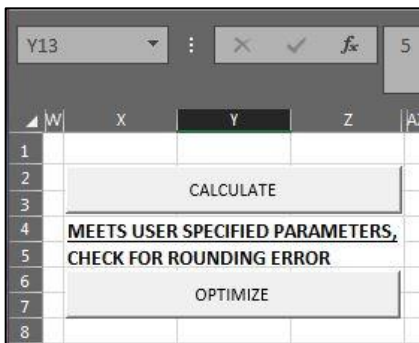 Y13 fx 5
W X Y Z
1
2
CALCULATE
3
4 MEETS USER SPECIFIED PARAMETERS,
5 CHECK FOR ROUNDING ERROR
6
OPTIMIZE
7
8